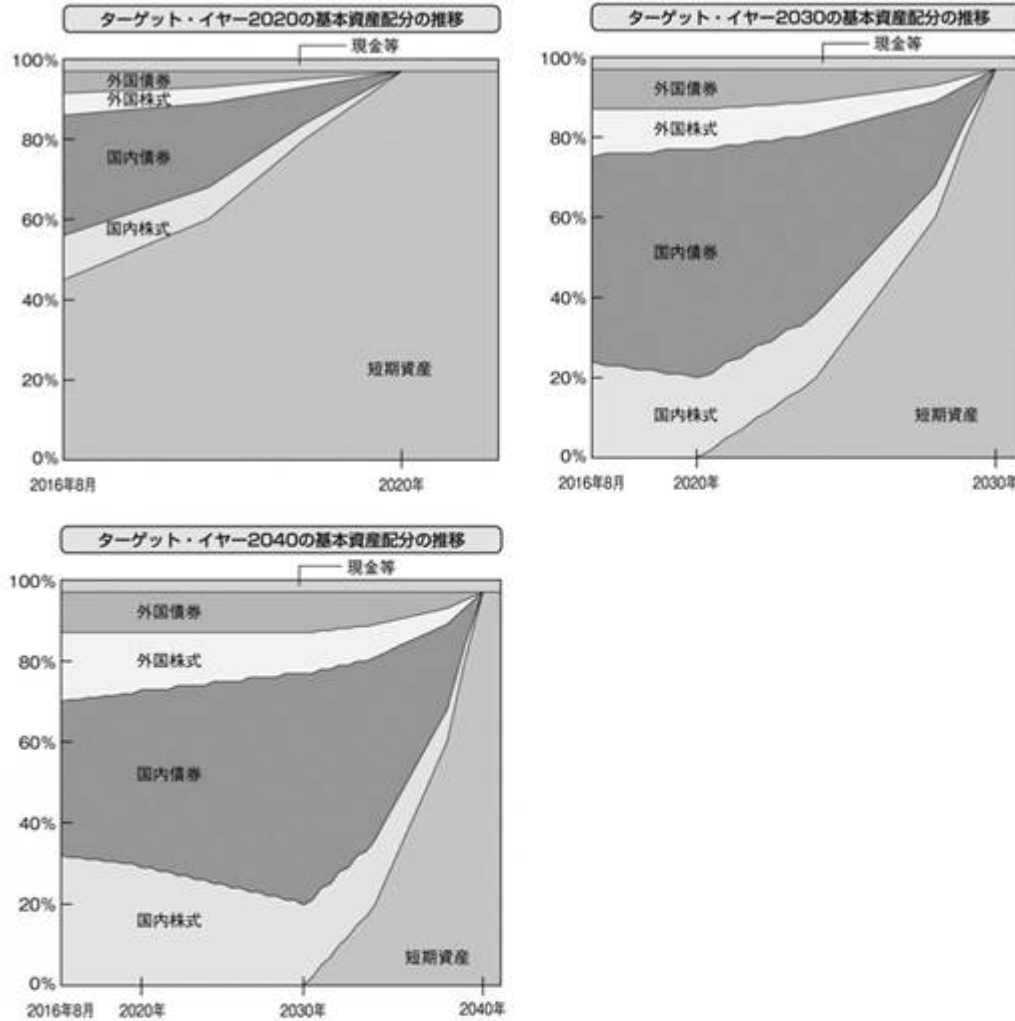 ターゲット・イヤー2020の基本資産配分の推移
現金等
100%
80%
60%
40%
20%
0%
外国債券
外国株式
国内債券
国内株式
短期資産
2016年8月
2020年
ターゲット・イヤー2030の基本資産配分の推移
現金等
100%
80%
60%
40%
20%
0%
外国債券
外国株式
国内債券
国内株式
短期資産
2016年8月
2020年
2030年
ターゲット・イヤー2040の基本資産配分の推移
現金等
100%
80%
60%
40%
20%
0%
外国債券
外国株式
国内債券
国内株式
短期資産
2016年8月
2020年
2030年
2040年